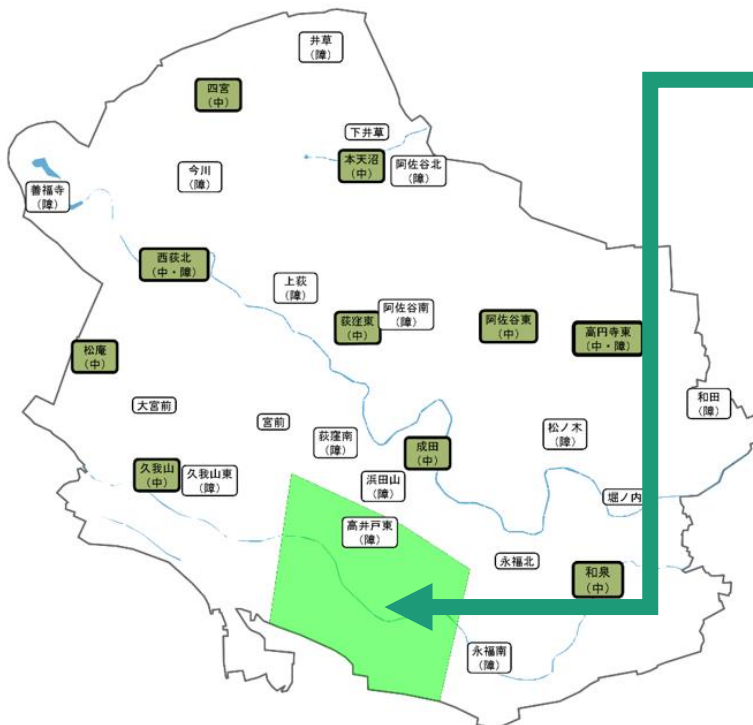 井草
(障)
四宮
(中)
下井草
本天沼
(中)
阿佐谷北
(障)
今川
(障)
善福寺
(障)
西荻北
(中・障)
上荻
(障)
荻窪東
(中)
阿佐谷南
(障)
阿佐谷東
(中)
高円寺東
(中・障)
松庵
(中)
和田
(障)
大宮前
宮前
荻窪南
(障)
成田
(中)
松ノ木
(障)
久我山
(中)
久我山東
(障)
浜田山
(障)
堀ノ内
高井戸東
(障)
永福北
和泉
(中)
永福南
(障)